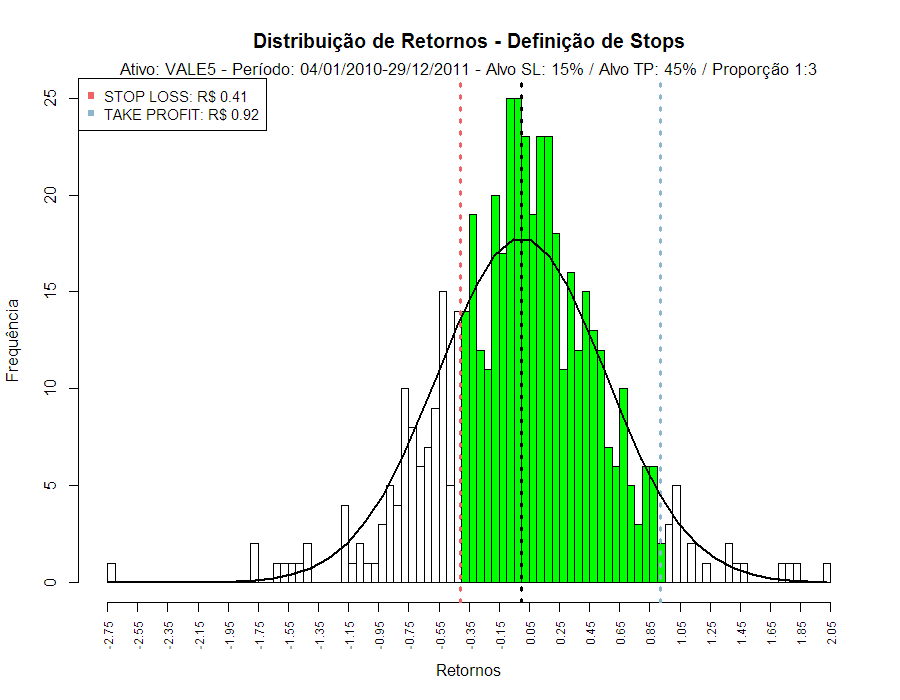 Distribuição de Retornos - Definição de Stops
Ativo: VALE5 - Período: 04/01/2010-29/12/2011 - Alvo SL: 15% / Alvo TP: 45% / Proporção 1:3
STOP LOSS: R$ 0.41
TAKE PROFIT: R$ 0.92
Frequência
25
20
15
10
5
0
-2.75 -2.55 -2.35 -2.15 -1.95 -1.75 -1.55 -1.35 -1.15 -0.95 -0.75 -0.55 -0.35 -0.15 0.05 0.25 0.45 0.65 0.85 1.05 1.25 1.45 1.65 1.85 2.05
Retornos